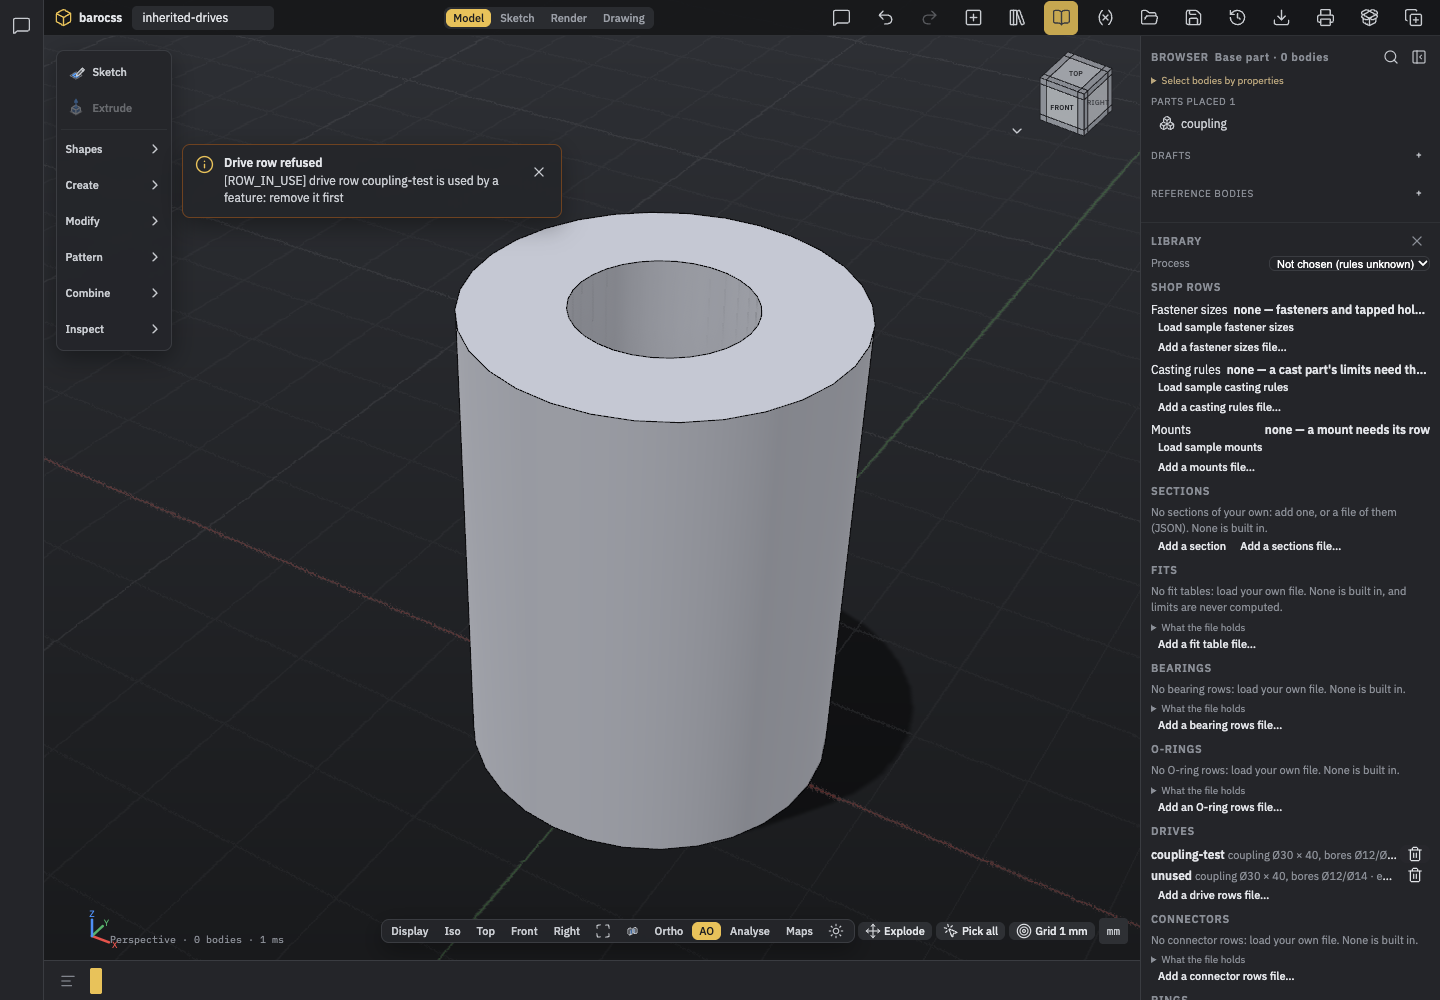 barocss
inherited-drives
Model
Sketch
Render
Drawing
Sketch
Extrude
Shapes
Create
Modify
Pattern
Combine
Inspect
Drive row refused
[ROW_IN_USE] drive row coupling-test is used by a
feature: remove it first
TOP
FRONT
RIGHT
BROWSER Base part · 0 bodies
Select bodies by properties
PARTS PLACED 1
coupling
DRAFTS
REFERENCE BODIES
LIBRARY
Process Not chosen (rules unknown)
SHOP ROWS
Fastener sizes none — fasteners and tapped hol...
Load sample fastener sizes
Add a fastener sizes file...
Casting rules none — a cast part's limits need th...
Load sample casting rules
Add a casting rules file...
Mounts none — a mount needs its row
Load sample mounts
Add a mounts file...
SECTIONS
No sections of your own: add one, or a file of them
(JSON). None is built in.
Add a section Add a sections file...
FITS
No fit tables: load your own file. None is built in, and
limits are never computed.
What the file holds
Add a fit table file...
BEARINGS
No bearing rows: load your own file. None is built in.
What the file holds
Add a bearing rows file...
O-RINGS
No O-ring rows: load your own file. None is built in.
What the file holds
Add an O-ring rows file...
DRIVES
coupling-test coupling Ø30 × 40, bores Ø12/Ø...
unused coupling Ø30 × 40, bores Ø12/Ø14 · e...
Add a drive rows file...
CONNECTORS
No connector rows: load your own file. None is built in.
What the file holds
Add a connector rows file...
Z
Y
X
Perspective · 0 bodies · 1 ms
Display
Iso
Top
Front
Right
Ortho
AO
Analyse
Maps
Explode
Pick all
Grid 1 mm
mm